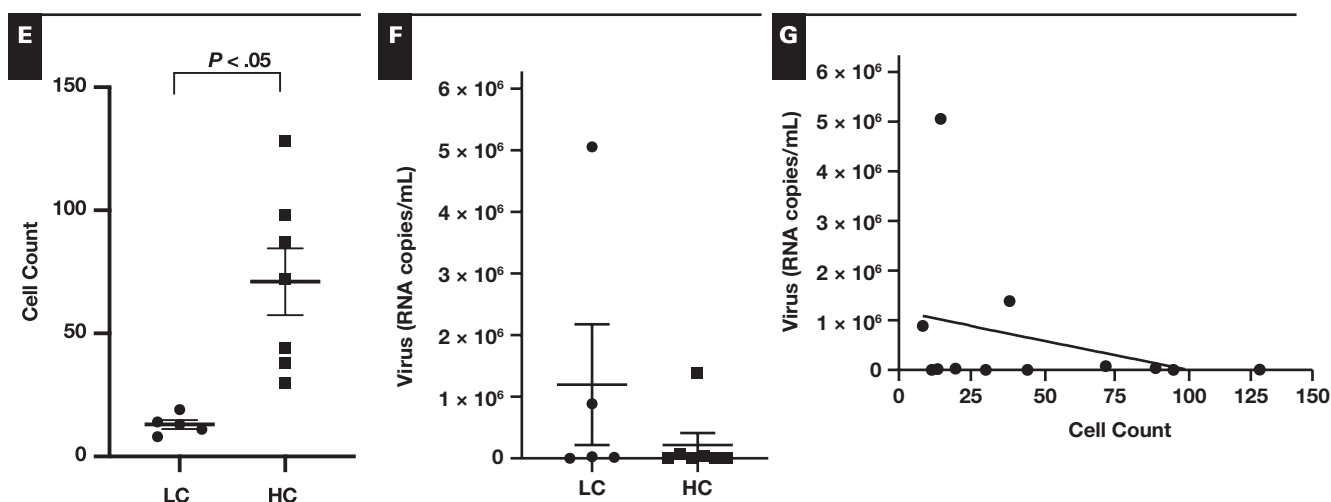 E
P < .05
150
100
50
0
Cell Count
LC
HC
F
6 × 10⁶
5 × 10⁶
4 × 10⁶
3 × 10⁶
2 × 10⁶
1 × 10⁶
0
Virus (RNA copies/mL)
LC
HC
G
6 × 10⁶
5 × 10⁶
4 × 10⁶
3 × 10⁶
2 × 10⁶
1 × 10⁶
0
Virus (RNA copies/mL)
0 25 50 75 100 125 150
Cell Count